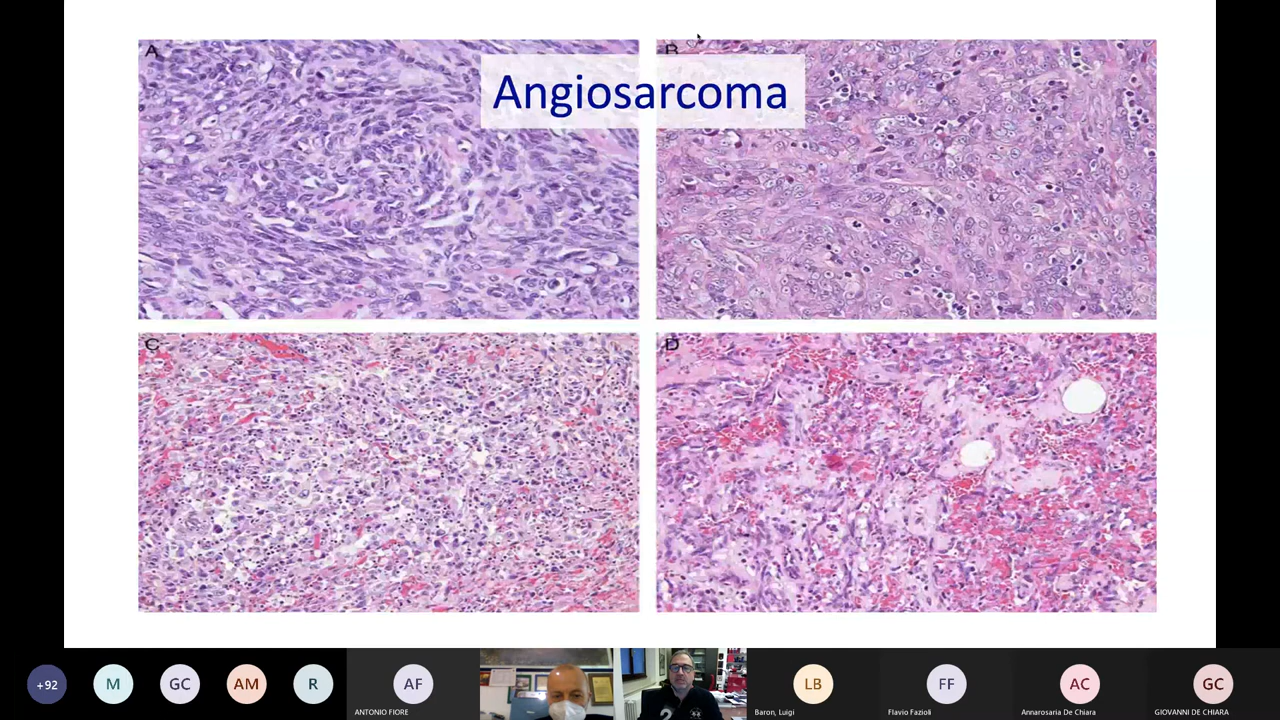 A
B
Angiosarcoma
C
D
+92
M
GC
AM
R
AF
ANTONIO FIORE
LB
Baron, Luigi
FF
Flavio Fazioli
AC
Annarosaria De Chiara
GC
GIOVANNI DE CHIARA